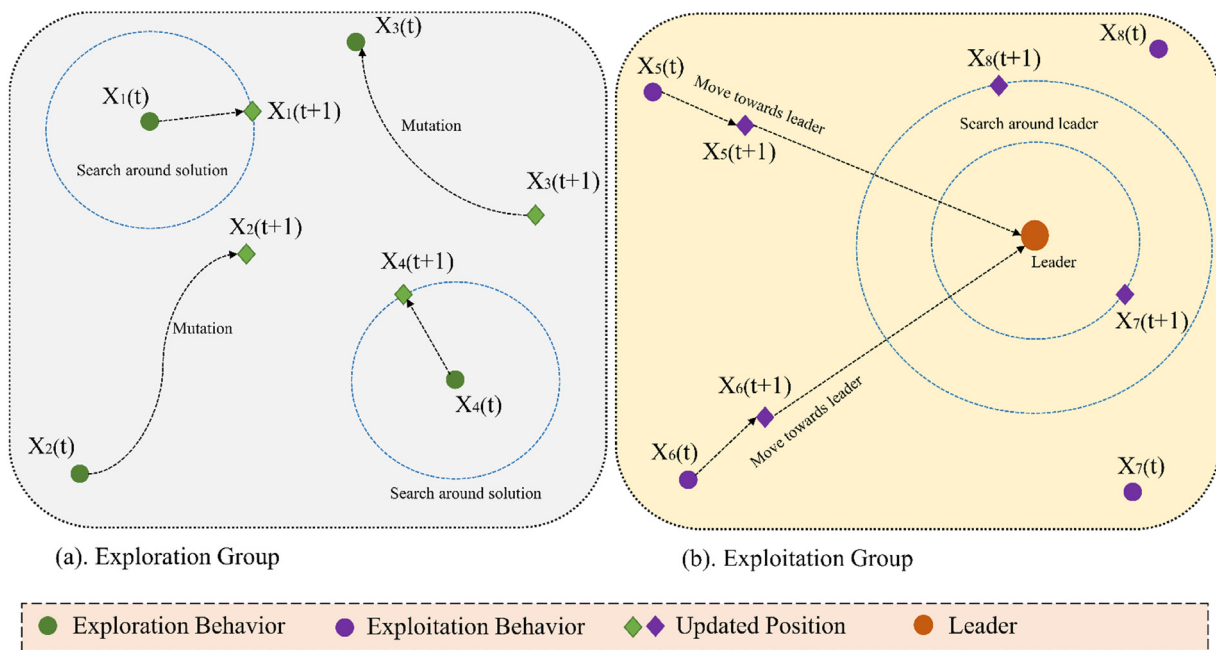 X3(t)
X1(t)
X1(t+1)
Mutation
Search around solution
X3(t+1)
X2(t+1)
X4(t+1)
Mutation
X4(t)
X2(t)
Search around solution
(a). Exploration Group
X8(t)
X5(t)
X8(t+1)
Move towards leader
Search around leader
X5(t+1)
Leader
X7(t+1)
X6(t+1)
Move towards leader
X6(t)
X7(t)
(b). Exploitation Group
Exploration Behavior Exploitation Behavior Updated Position Leader